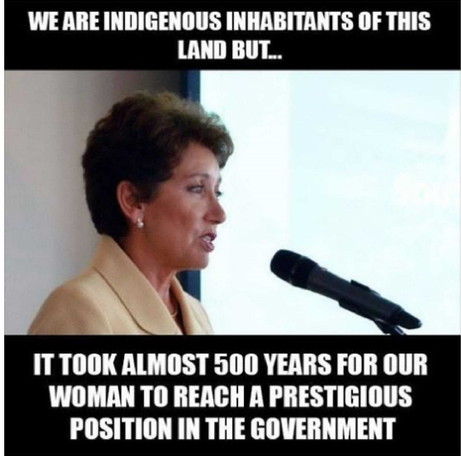 WE ARE INDIGENOUS INHABITANTS OF THIS
LAND BUT...
IT TOOK ALMOST 500 YEARS FOR OUR
WOMAN TO REACH A PRESTIGIOUS
POSITION IN THE GOVERNMENT